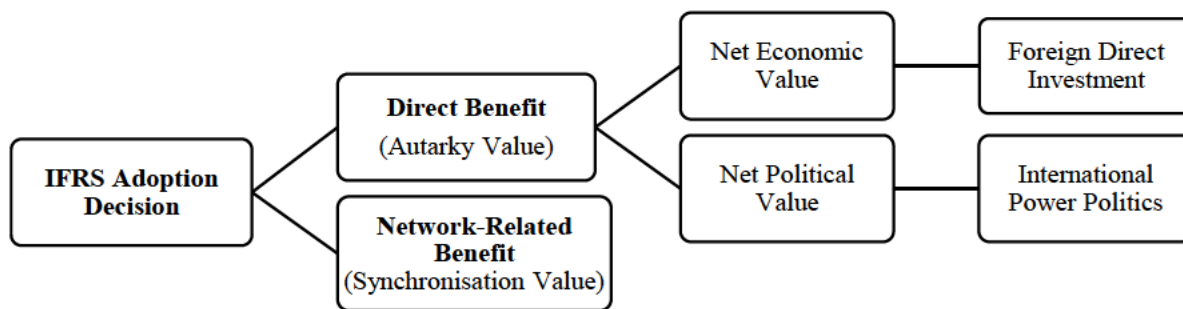 IFRS Adoption
Decision
Direct Benefit
(Autarky Value)
Network-Related
Benefit
(Synchronisation Value)
Net Economic
Value
Net Political
Value
Foreign Direct
Investment
International
Power Politics